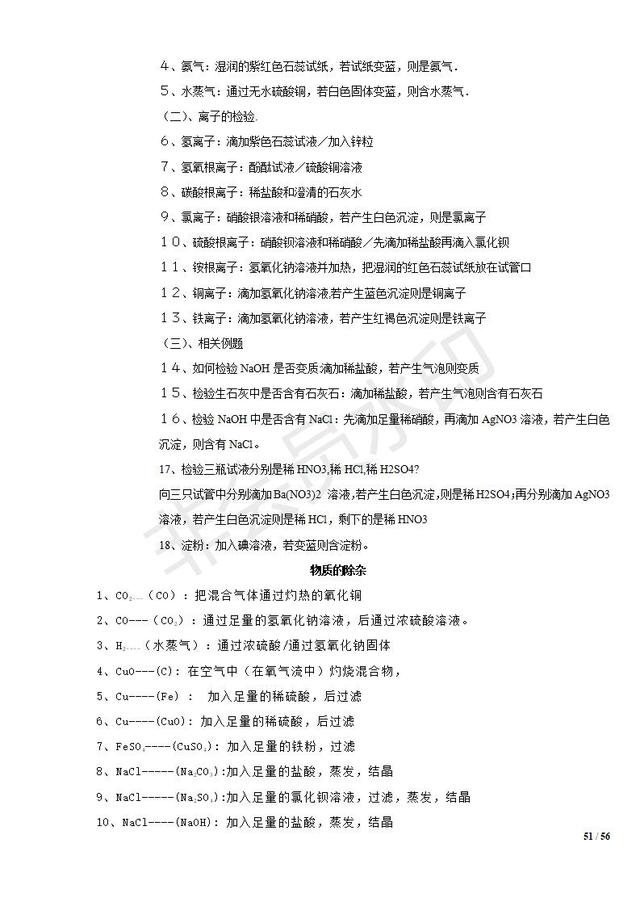 4、氨气：湿润的紫红色石蕊试纸，若试纸变蓝，则是氨气．
5、水蒸气：通过无水硫酸铜，若白色固体变蓝，则含水蒸气．
（二）、离子的检验.
6、氢离子：滴加紫色石蕊试液／加入锌粒
7、氢氧根离子：酚酞试液／硫酸铜溶液
8、碳酸根离子：稀盐酸和澄清的石灰水
9、氯离子：硝酸银溶液和稀硝酸，若产生白色沉淀，则是氯离子
10、硫酸根离子：硝酸钡溶液和稀硝酸／先滴加稀盐酸再滴入氯化钡
11、铵根离子：氢氧化钠溶液并加热，把湿润的红色石蕊试纸放在试管口
12、铜离子：滴加氢氧化钠溶液,若产生蓝色沉淀则是铜离子
13、铁离子：滴加氢氧化钠溶液，若产生红褐色沉淀则是铁离子
（三）、相关例题
14、如何检验 NaOH 是否变质:滴加稀盐酸，若产生气泡则变质
15、检验生石灰中是否含有石灰石：滴加稀盐酸，若产生气泡则含有石灰石
16、检验 NaOH 中是否含有 NaCl：先滴加足量稀硝酸，再滴加 AgNO3 溶液，若产生白色
沉淀，则含有 NaCl。
17、检验三瓶试液分别是稀 HNO3,稀 HCl,稀 H2SO4?
向三只试管中分别滴加 Ba(NO3)2 溶液,若产生白色沉淀,则是稀 H2SO4;再分别滴加 AgNO3
溶液，若产生白色沉淀则是稀 HCl，剩下的是稀 HNO3
18、淀粉：加入碘溶液，若变蓝则含淀粉。
物质的除杂
1、CO₂---（CO）：把混合气体通过灼热的氧化铜
2、CO---（CO₂）：通过足量的氢氧化钠溶液，后通过浓硫酸溶液。
3、H₂----（水蒸气）：通过浓硫酸/通过氢氧化钠固体
4、CuO---(C)：在空气中（在氧气流中）灼烧混合物，
5、Cu----(Fe) ： 加入足量的稀硫酸，后过滤
6、Cu----(CuO)：加入足量的稀硫酸，后过滤
7、FeSO₄----(CuSO₄)：加入足量的铁粉，过滤
8、NaCl-----(Na₂CO₃):加入足量的盐酸，蒸发，结晶
9、NaCl-----(Na₂SO₄):加入足量的氯化钡溶液，过滤，蒸发，结晶
10、NaCl----(NaOH)：加入足量的盐酸，蒸发，结晶
51 / 56
非会员水印